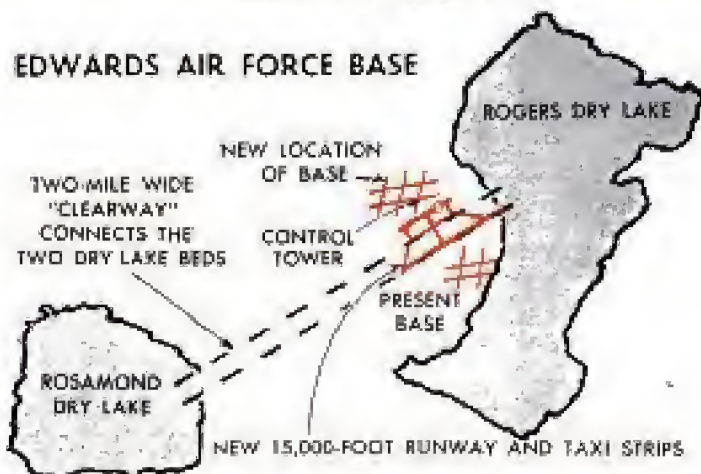 EDWARDS AIR FORCE BASE
ROGERS DRY LAKE
NEW LOCATION
OF BASE
TWO-MILE WIDE
"CLEARWAY"
CONNECTS THE
TWO DRY LAKE BEDS
CONTROL
TOWER
PRESENT
BASE
ROSAMOND
DRY LAKE
NEW 15,000-FOOT RUNWAY AND TAXI STRIPS